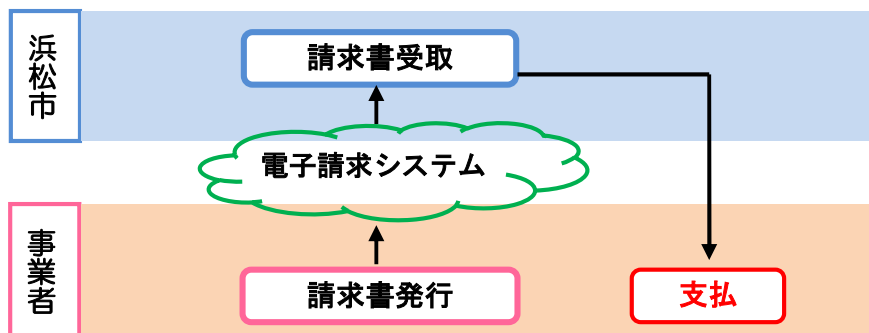 浜松市
請求書受取
電子請求システム
事業者
請求書発行
支払